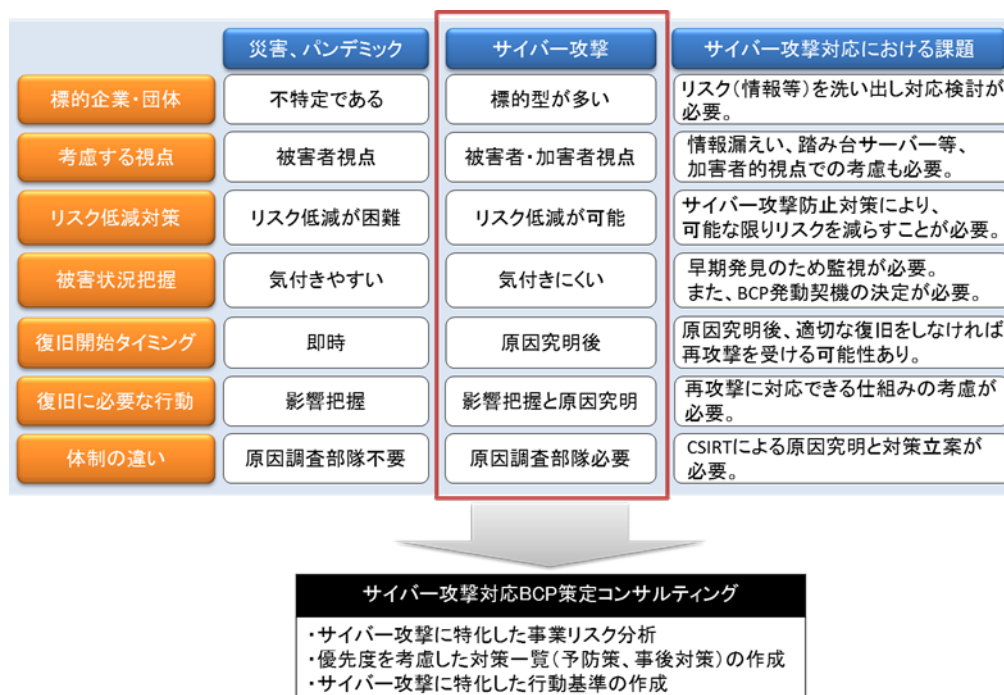 災害、パンデミック
サイバー攻撃
サイバー攻撃対応における課題
標的企業・団体
不特定である
標的型が多い
リスク(情報等)を洗い出し対応検討が
必要。
考慮する視点
被害者視点
被害者・加害者視点
情報漏えい、踏み台サーバー等、
加害者的視点での考慮も必要。
リスク低減対策
リスク低減が困難
リスク低減が可能
サイバー攻撃防止対策により、
可能な限りリスクを減らすことが必要。
被害状況把握
気付きやすい
気付きにくい
早期発見のため監視が必要。
また、BCP発動契機の決定が必要。
復旧開始タイミング
即時
原因究明後
原因究明後、適切な復旧をしなければ
再攻撃を受ける可能性あり。
復旧に必要な行動
影響把握
影響把握と原因究明
再攻撃に対応できる仕組みの考慮が
必要。
体制の違い
原因調査部隊不要
原因調査部隊必要
CSIRTによる原因究明と対策立案が
必要。
サイバー攻撃対応BCP策定コンサルティング
・サイバー攻撃に特化した事業リスク分析
・優先度を考慮した対策一覧(予防策、事後対策)の作成
・サイバー攻撃に特化した行動基準の作成